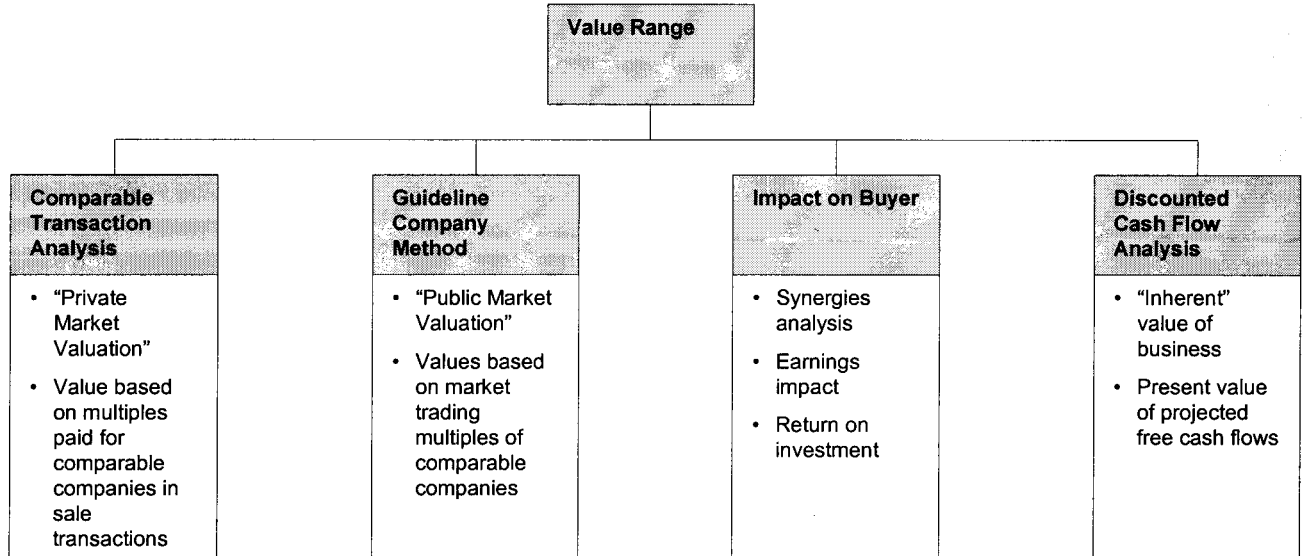 Value Range
Comparable
Transaction
Analysis
• “Private
Market
Valuation”
• Value based
on multiples
paid for
comparable
companies in
sale
transactions
Guideline
Company
Method
• “Public Market
Valuation”
• Values based
on market
trading
multiples of
comparable
companies
Impact on Buyer
• Synergies
analysis
• Earnings
impact
• Return on
investment
Discounted
Cash Flow
Analysis
• “Inherent”
value of
business
• Present value
of projected
free cash flows